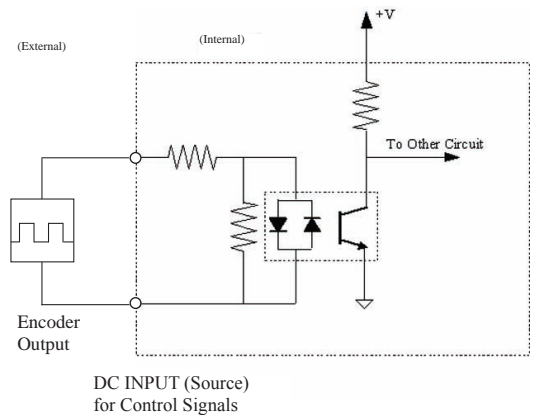 +V
(External)
(Internal)
To Other Circuit
Encoder
Output
DC INPUT (Source)
for Control Signals